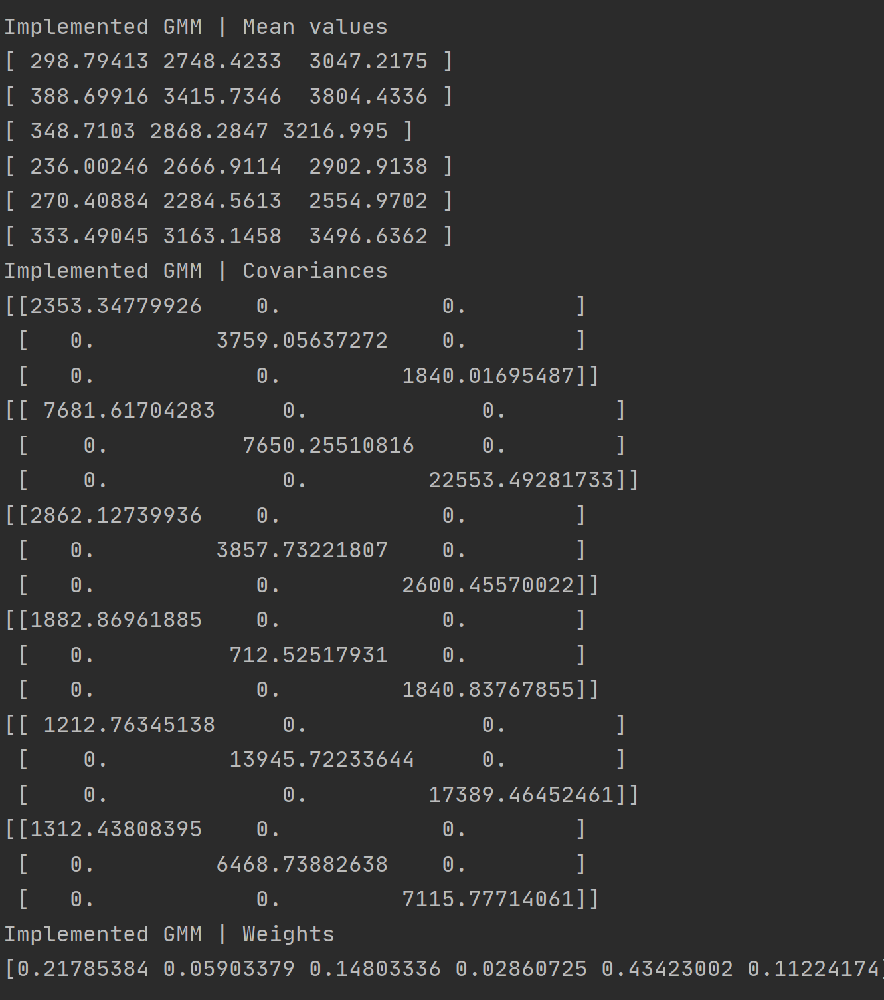 Implemented GMM | Mean values
[ 298.79413 2748.4233  3047.2175 ]
[ 388.69916 3415.7346  3804.4336 ]
[ 348.7103 2868.2847 3216.995 ]
[ 236.00246 2666.9114  2902.9138 ]
[ 270.40884 2284.5613  2554.9702 ]
[ 333.49045 3163.1458  3496.6362 ]
Implemented GMM | Covariances
[[2353.34779926    0.            0.        ]
 [   0.         3759.05637272    0.        ]
 [   0.            0.         1840.01695487]]
[[ 7681.61704283     0.             0.        ]
 [    0.          7650.25510816     0.        ]
 [    0.             0.         22553.49281733]]
[[2862.12739936    0.            0.        ]
 [   0.         3857.73221807    0.        ]
 [   0.            0.         2600.45570022]]
[[1882.86961885    0.            0.        ]
 [   0.          712.52517931    0.        ]
 [   0.            0.         1840.83767855]]
[[ 1212.76345138     0.             0.        ]
 [    0.         13945.72233644     0.        ]
 [    0.             0.         17389.46452461]]
[[1312.43808395    0.            0.        ]
 [   0.         6468.73882638    0.        ]
 [   0.            0.         7115.77714061]]
Implemented GMM | Weights
[0.21785384 0.05903379 0.14803336 0.02860725 0.43423002 0.11224174]